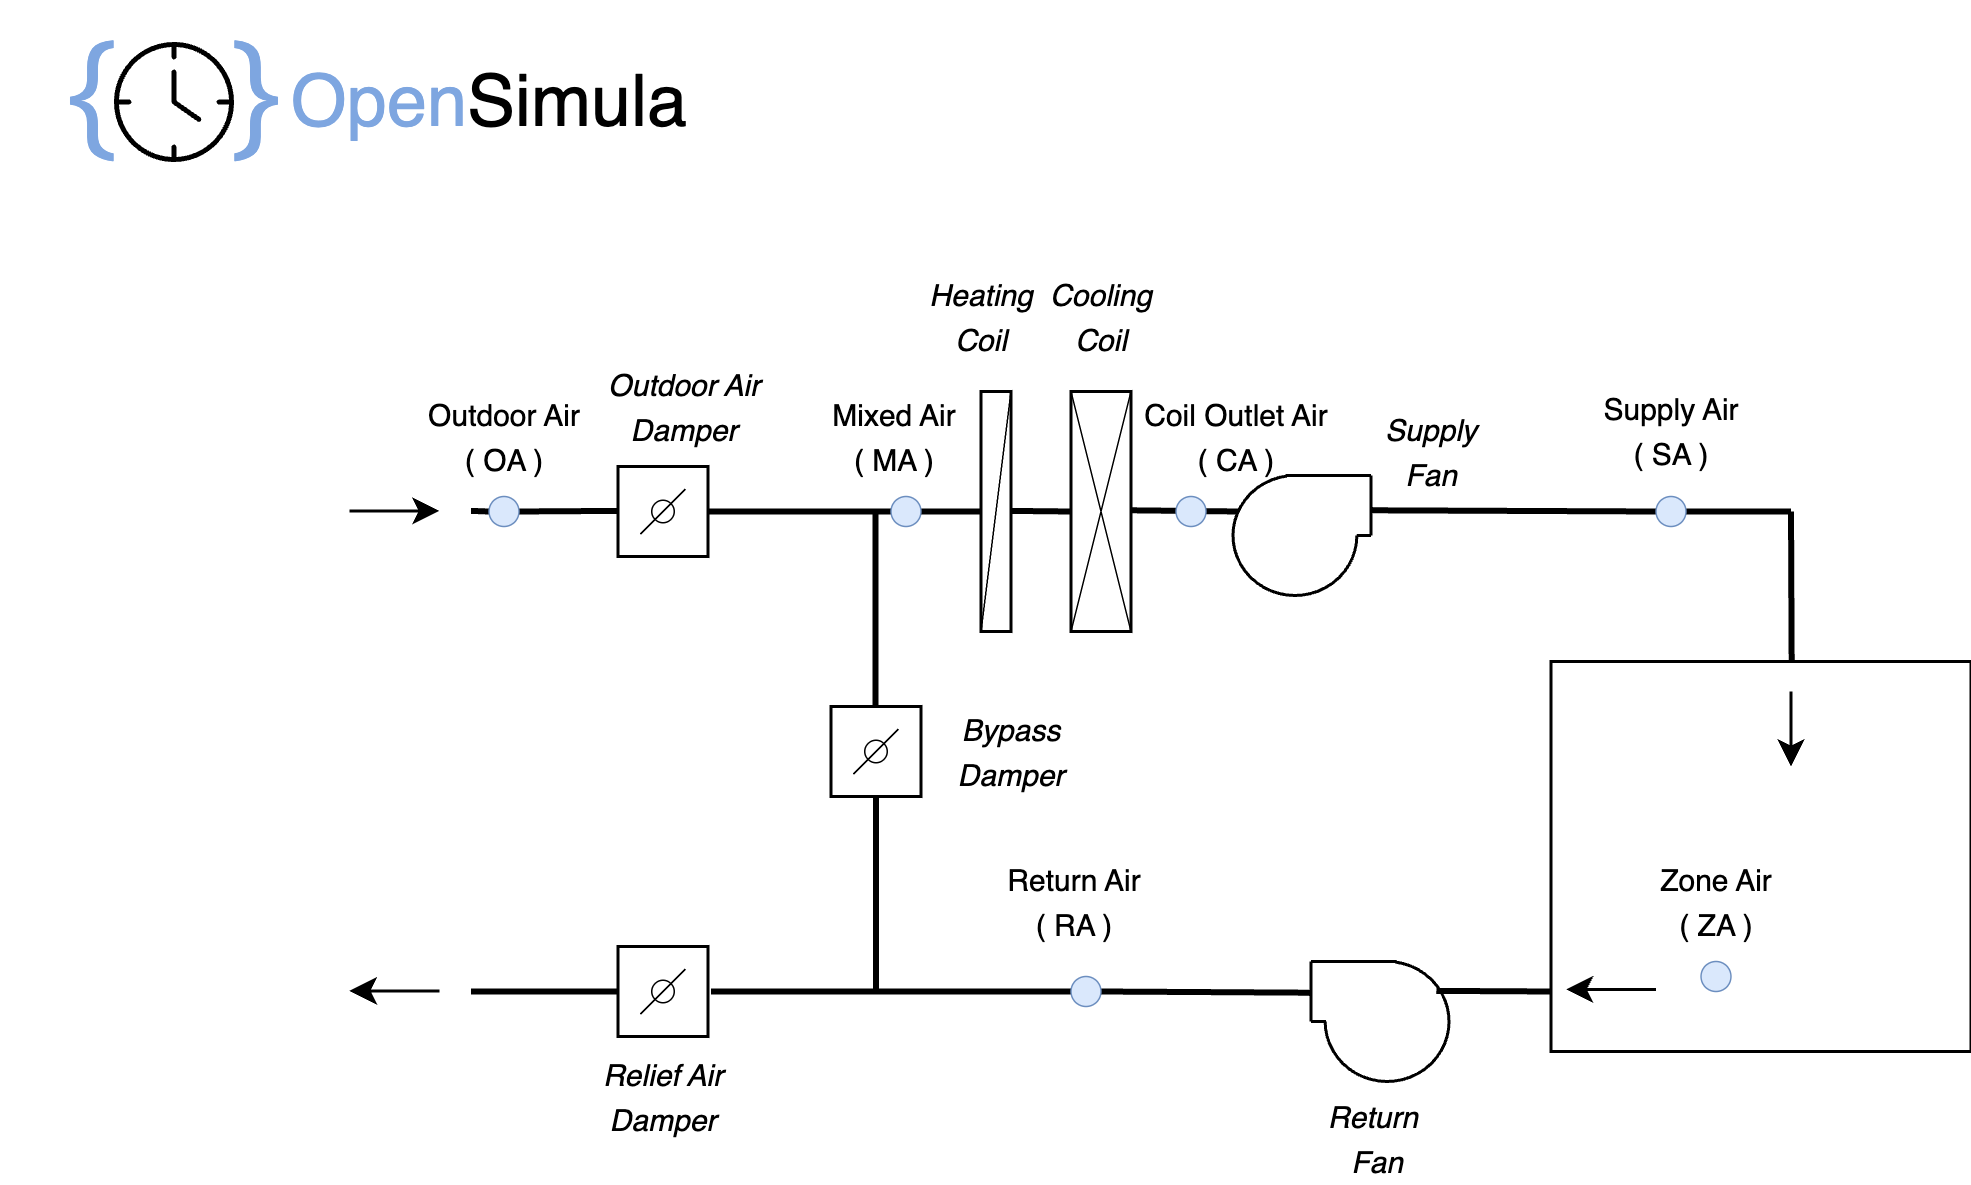 OpenSimula
Heating
Coil
Cooling
Coil
Outdoor Air
( OA )
Outdoor Air
Damper
Mixed Air
( MA )
Coil Outlet Air
( CA )
Supply
Fan
Supply Air
( SA )
Bypass
Damper
Return Air
( RA )
Zone Air
( ZA )
Relief Air
Damper
Return
Fan